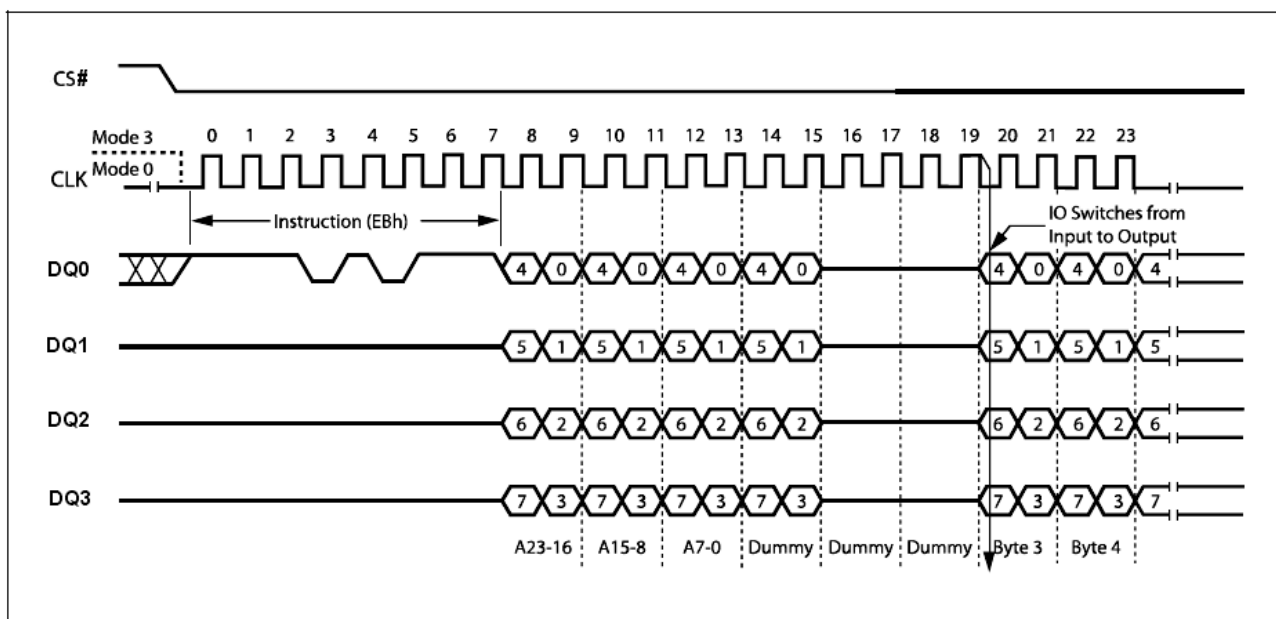 CS#
Mode 3
0 1 2 3 4 5 6 7 8 9 10 11 12 13 14 15 16 17 18 19 20 21 22 23
Mode 0
CLK
Instruction (EBh)
IO Switches from
Input to Output
DQ0
4 0 4 0 4 0 4 0 4 0 4 0 4
DQ1
5 1 5 1 5 1 5 1 5 1 5 1 5
DQ2
6 2 6 2 6 2 6 2 6 2 6 2 6
DQ3
7 3 7 3 7 3 7 3 7 3 7 3 7
A23-16 A15-8 A7-0 Dummy Dummy Dummy Byte 3 Byte 4